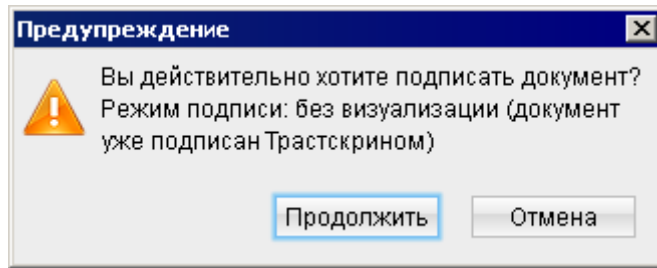 Предупреждение
Вы действительно хотите подписать документ?
Режим подписи: без визуализации (документ
уже подписан Трастскрином)
Продолжить
Отмена